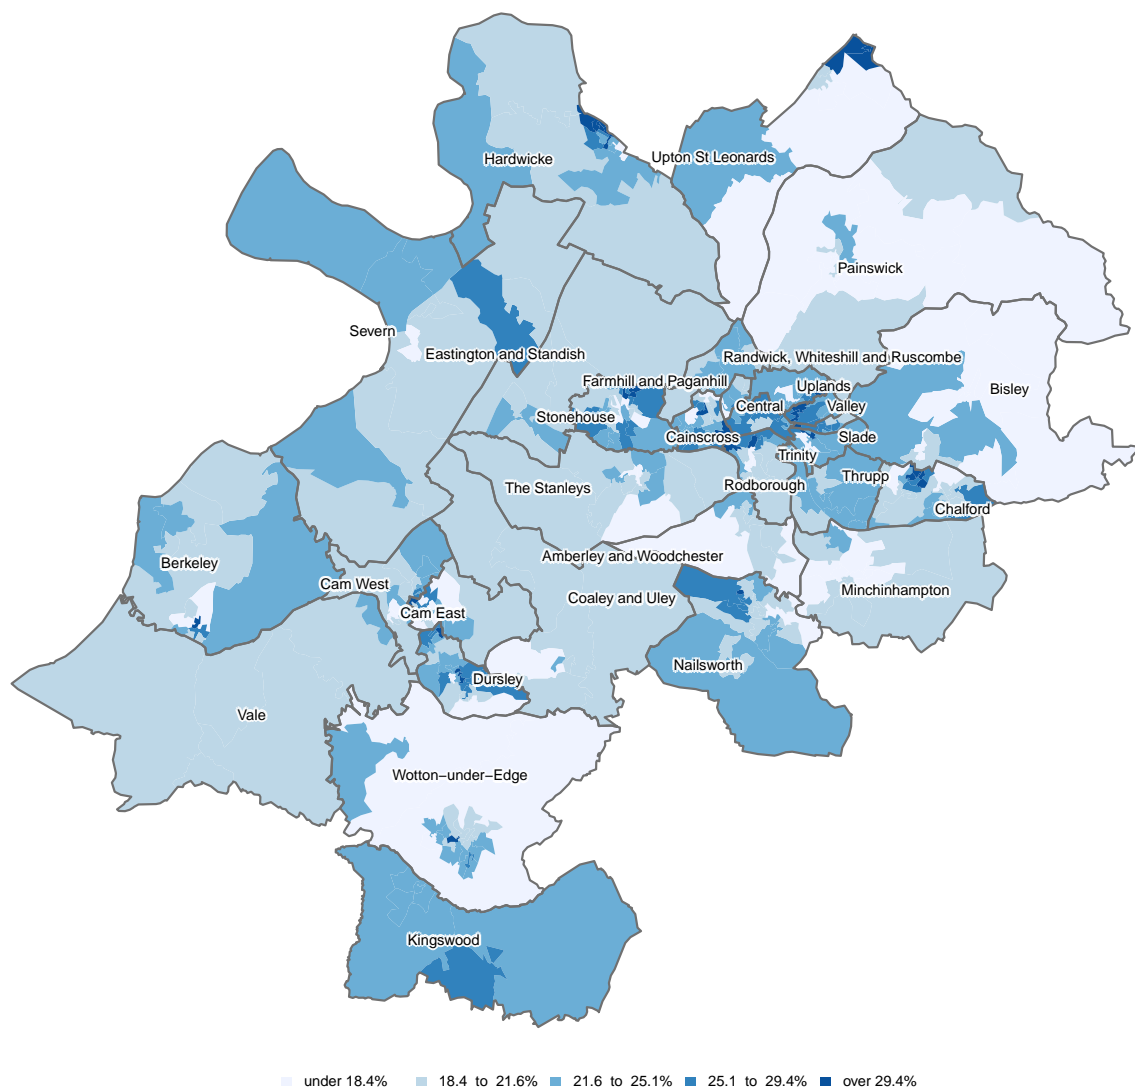 Hardwicke
Upton St Leonards
Painswick
Severn
Eastington and Standish
Randwick, Whiteshill and Ruscombe
Farmhill and Paganhill
Uplands
Bisley
Stonehouse
Central
Valley
Cainscross
Slade
Trinity
Thrupp
The Stanleys
Rodborough
Chalford
Amberley and Woodchester
Berkeley
Cam West
Minchinhampton
Coaley and Uley
Cam East
Nailsworth
Dursley
Vale
Wotton−under−Edge
Kingswood
under 18.4% 18.4 to 21.6% 21.6 to 25.1% 25.1 to 29.4% over 29.4%